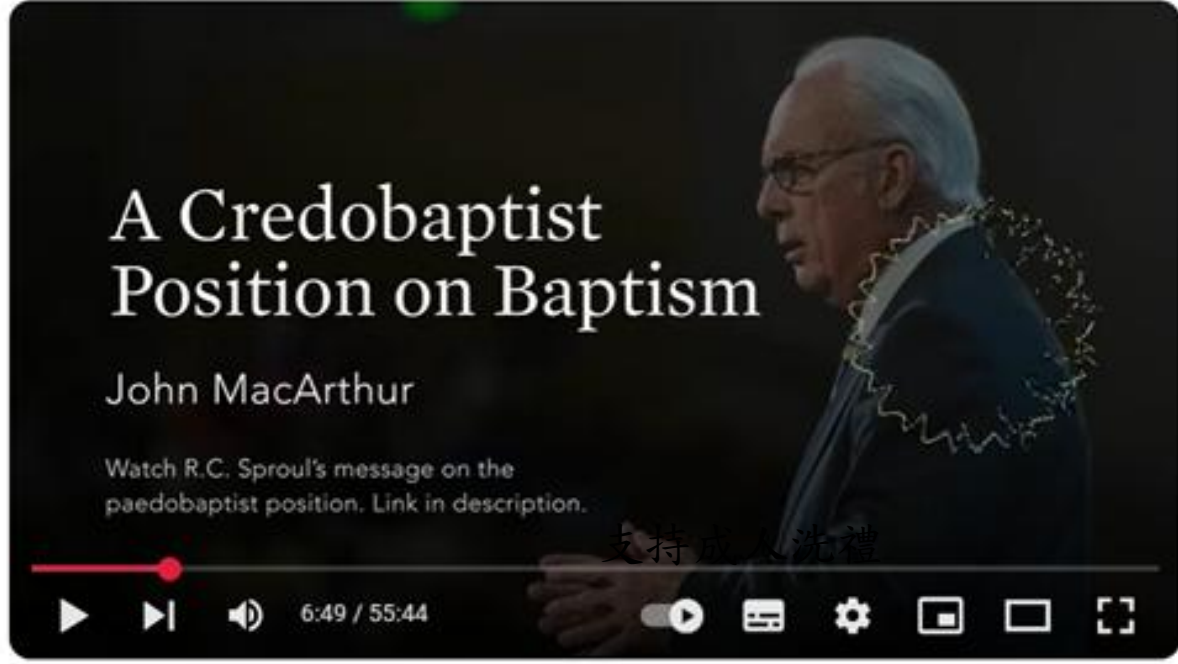 A Credobaptist
Position on Baptism
John MacArthur
Watch R.C. Sproul's message on the
paedobaptist position. Link in description.
支持成人洗禮
6:49 / 55:44